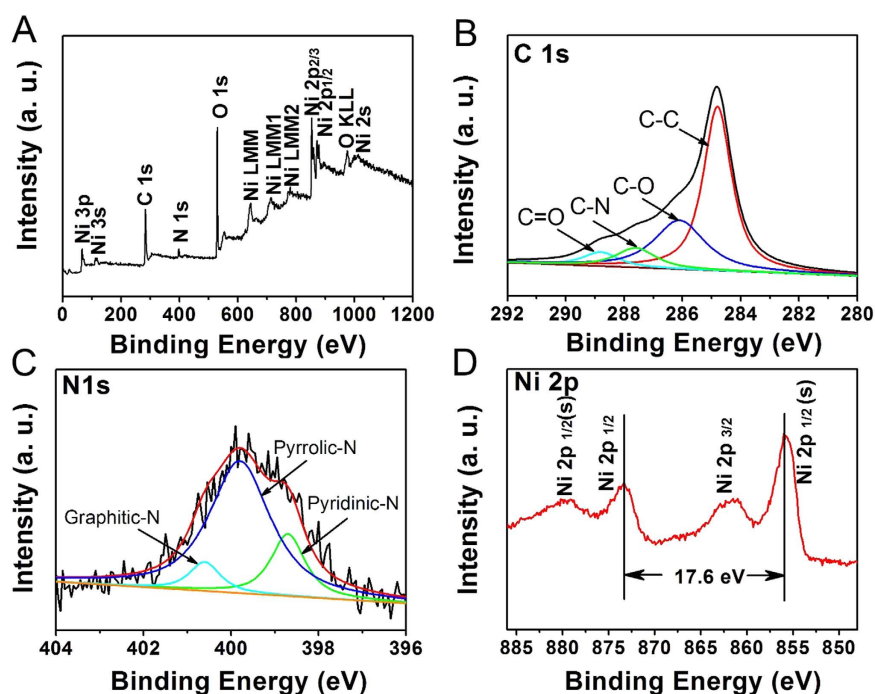 A
Intensity (a. u.)
Ni 3p
Ni 3s
C 1s
N 1s
O 1s
Ni LMM
Ni LMM1
Ni LMM2
Ni 2p2/3
Ni 2p1/2
O KLL
Ni 2s
0 200 400 600 800 1000 1200
Binding Energy (eV)
B
C 1s
Intensity (a. u.)
C-C
C-O
C-N
C=O
292 290 288 286 284 282 280
Binding Energy (eV)
C
N1s
Intensity (a. u.)
Pyrrolic-N
Pyridinic-N
Graphitic-N
404 402 400 398 396
Binding Energy (eV)
D
Ni 2p
Intensity (a. u.)
Ni 2p 1/2(s)
Ni 2p 1/2
Ni 2p 3/2
Ni 2p 1/2 (s)
17.6 eV
885 880 875 870 865 860 855 850
Binding Energy (eV)